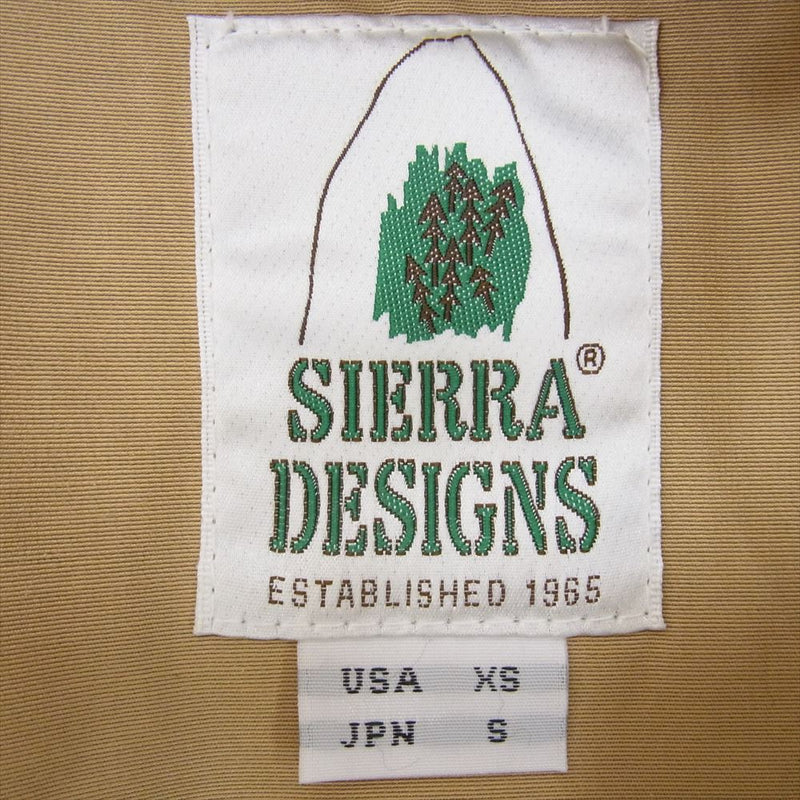 SIERRA®
DESIGNS
ESTABLISHED 1965
USA XS
JPN S